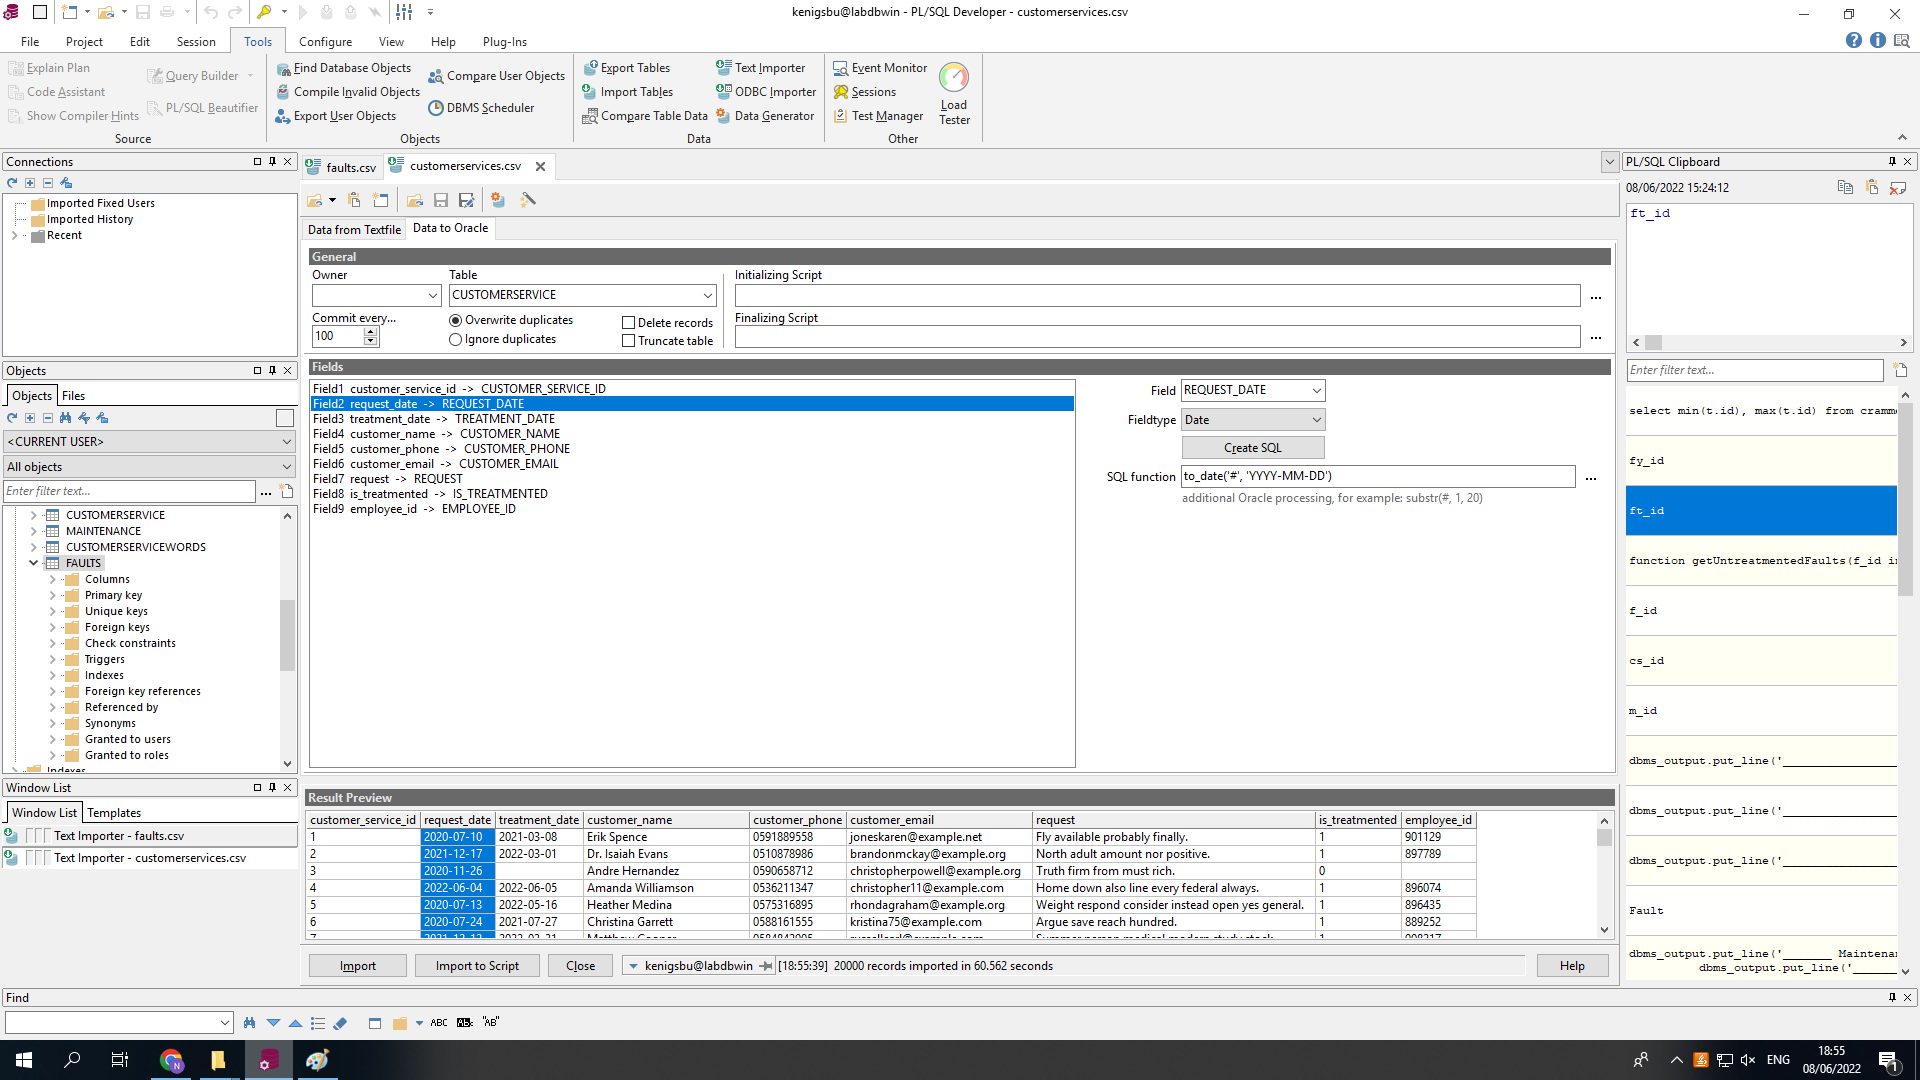 kenigsbu@labdbwin - PL/SQL Developer - customerservices.csv
File Project Edit Session Tools Configure View Help Plug-Ins
Explain Plan
Code Assistant
Show Compiler Hints
Query Builder
PL/SQL Beautifier
Source
Find Database Objects
Compile Invalid Objects
Export User Objects
Compare User Objects
DBMS Scheduler
Objects
Export Tables
Import Tables
Compare Table Data
Text Importer
ODBC Importer
Data Generator
Data
Event Monitor
Sessions
Test Manager
Load
Tester
Other
Connections
Imported Fixed Users
Imported History
Recent
Objects
Objects Files
<CURRENT USER>
All objects
Enter filter text...
CUSTOMERSERVICE
MAINTENANCE
CUSTOMERSERVICEWORDS
FAULTS
Columns
Primary key
Unique keys
Foreign keys
Check constraints
Triggers
Indexes
Foreign key references
Referenced by
Synonyms
Granted to users
Granted to roles
Indexes
Window List
Window List Templates
Text Importer - faults.csv
Text Importer - customerservices.csv
faults.csv customerservices.csv
Data from Textfile Data to Oracle
General
Owner Table Initializing Script
CUSTOMERSERVICE
Commit every...
100
Overwrite duplicates
Ignore duplicates
Delete records
Truncate table
Finalizing Script
Fields
Field1 customer_service_id -> CUSTOMER_SERVICE_ID
Field2 request_date -> REQUEST_DATE
Field3 treatment_date -> TREATMENT_DATE
Field4 customer_name -> CUSTOMER_NAME
Field5 customer_phone -> CUSTOMER_PHONE
Field6 customer_email -> CUSTOMER_EMAIL
Field7 request -> REQUEST
Field8 is_treatmented -> IS_TREATMENTED
Field9 employee_id -> EMPLOYEE_ID
Field REQUEST_DATE
Fieldtype Date
Create SQL
SQL function to_date('#', 'YYYY-MM-DD')
additional Oracle processing, for example: substr(#, 1, 20)
Result Preview
customer_service_id request_date treatment_date customer_name customer_phone customer_email request is_treatmented employee_id
1 2020-07-10 2021-03-08 Erik Spence 0591889558 joneskaren@example.net Fly available probably finally. 1 901129
2 2021-12-17 2022-03-01 Dr. Isaiah Evans 0510878986 brandonmckay@example.org North adult amount nor positive. 1 897789
3 2020-11-26 Andre Hernandez 0590658712 christopherpowell@example.org Truth firm from must rich. 0
4 2022-06-04 2022-06-05 Amanda Williamson 0536211347 christopher11@example.com Home down also line every federal always. 1 896074
5 2020-07-13 2022-05-16 Heather Medina 0575316895 rhondagraham@example.org Weight respond consider instead open yes general. 1 896435
6 2020-07-24 2021-07-27 Christina Garrett 0588161555 kristina75@example.com Argue save reach hundred. 1 889252
Import Import to Script Close kenigsbu@labdbwin [18:55:39] 20000 records imported in 60.562 seconds Help
PL/SQL Clipboard
08/06/2022 15:24:12
ft_id
Enter filter text...
select min(t.id), max(t.id) from cramm
fy_id
ft_id
function getUntreatmentedFaults(f_id i
f_id
cs_id
m_id
dbms_output.put_line('____________________
dbms_output.put_line('____________________
dbms_output.put_line('____________________
Fault
dbms_output.put_line('_______ Maintena
dbms_output.put_line('_______
Find
ABC "AB"
ENG
18:55
08/06/2022
1